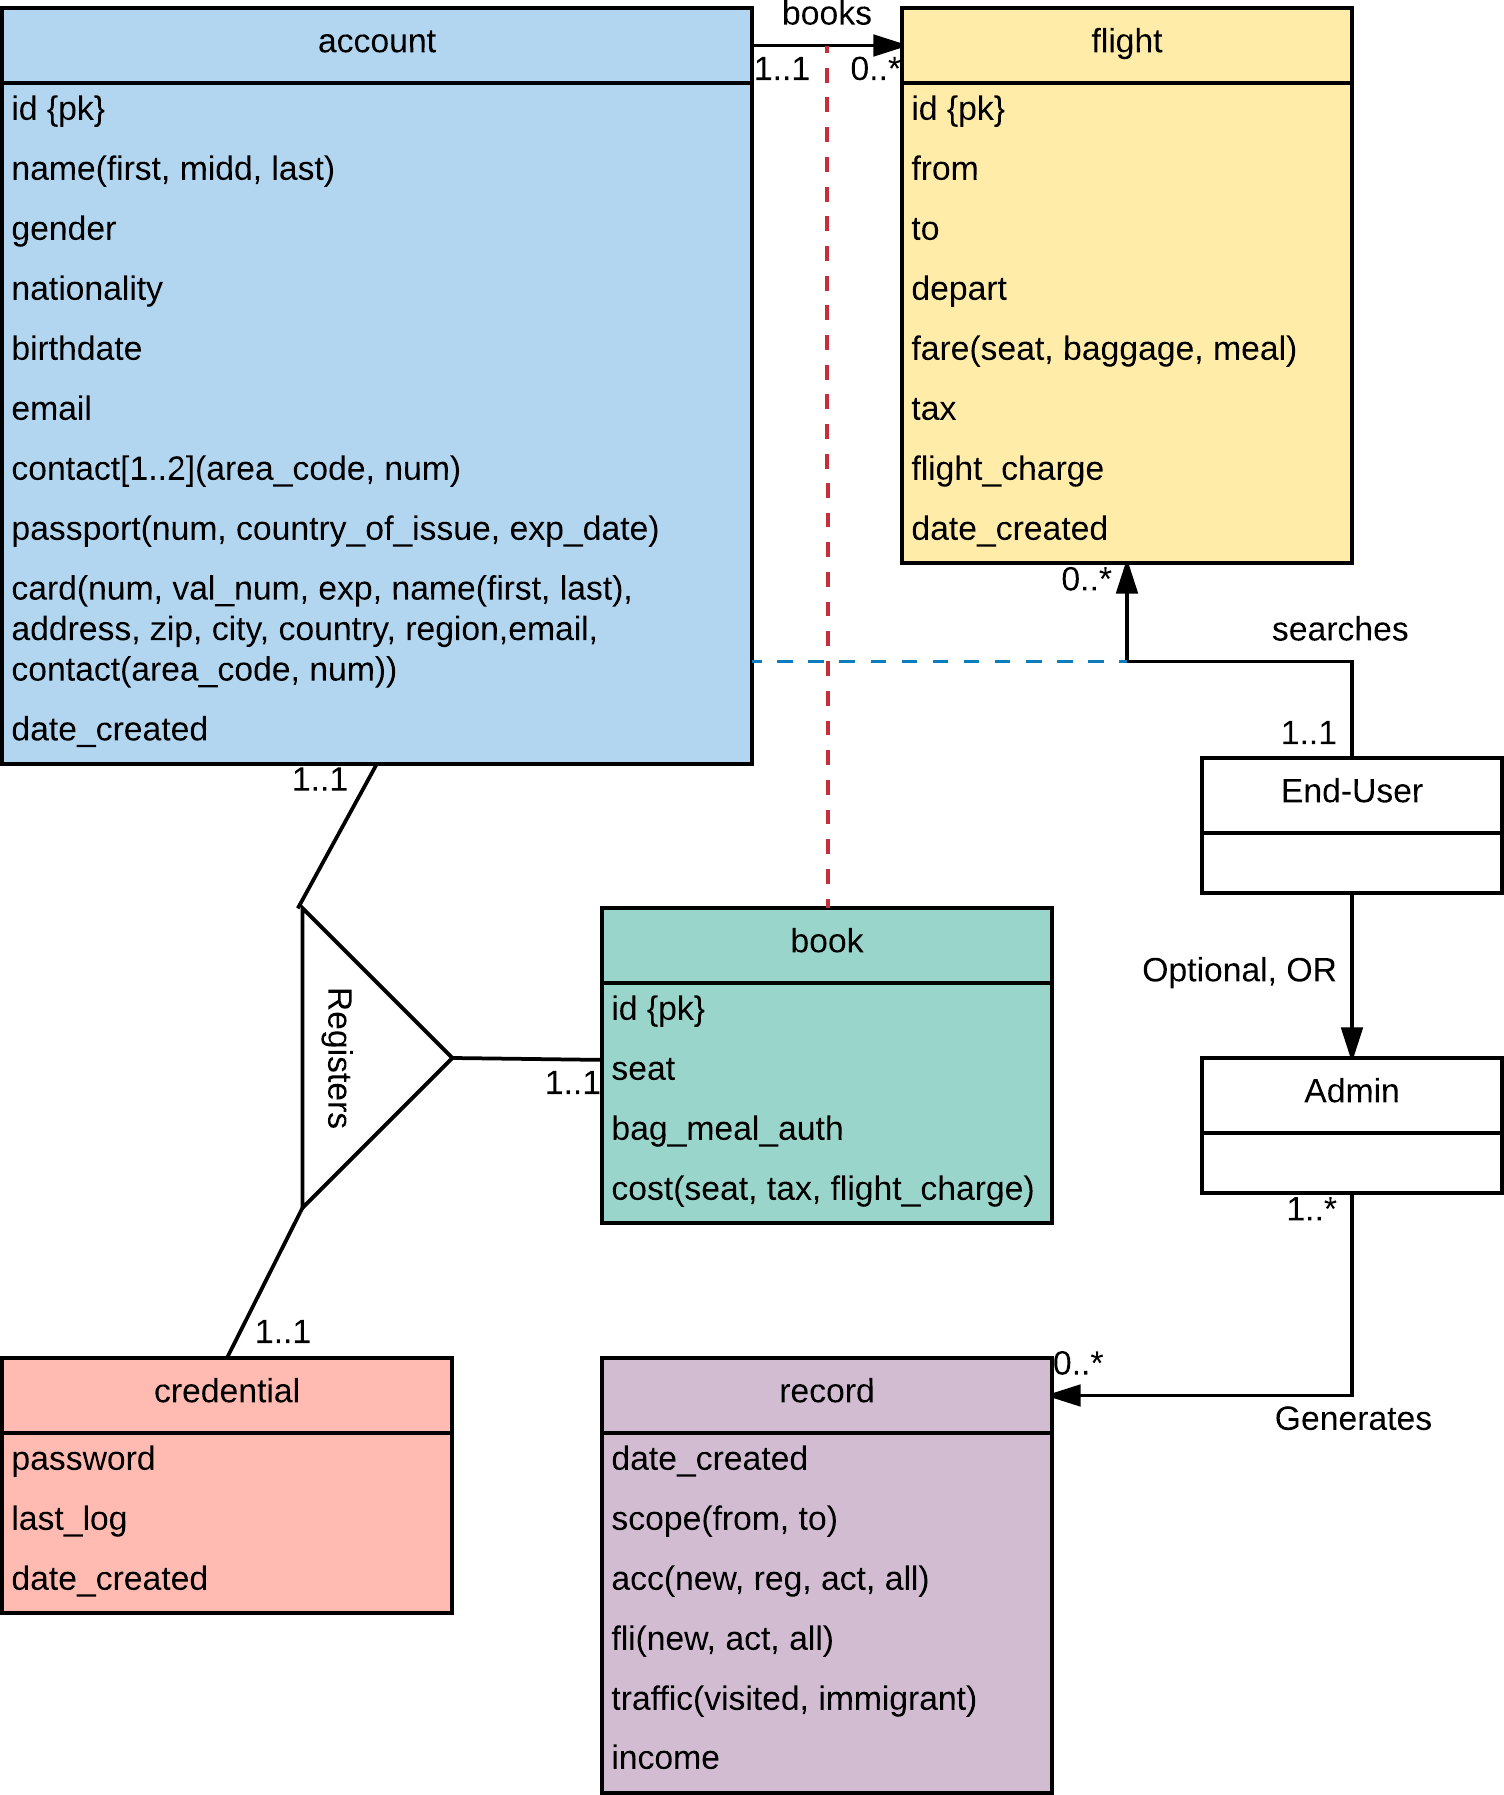 account
id {pk}
name(first, midd, last)
gender
nationality
birthdate
email
contact[1..2](area_code, num)
passport(num, country_of_issue, exp_date)
card(num, val_num, exp, name(first, last),
address, zip, city, country, region,email,
contact(area_code, num))
date_created
books
1..1
0..*
flight
id {pk}
from
to
depart
fare(seat, baggage, meal)
tax
flight_charge
date_created
0..*
searches
1..1
End-User
Optional, OR
Admin
1..*
1..1
Registers
1..1
book
id {pk}
seat
bag_meal_auth
cost(seat, tax, flight_charge)
1..1
credential
password
last_log
date_created
0..*
Generates
record
date_created
scope(from, to)
acc(new, reg, act, all)
fli(new, act, all)
traffic(visited, immigrant)
income